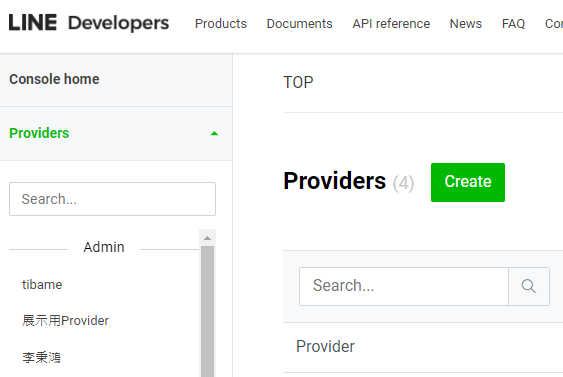 LINE Developers
Products Documents API reference News FAQ
Console home
Providers
Search...
Admin
tibame
展示用Provider
李秉鴻
TOP
Providers (4) Create
Search...
Provider